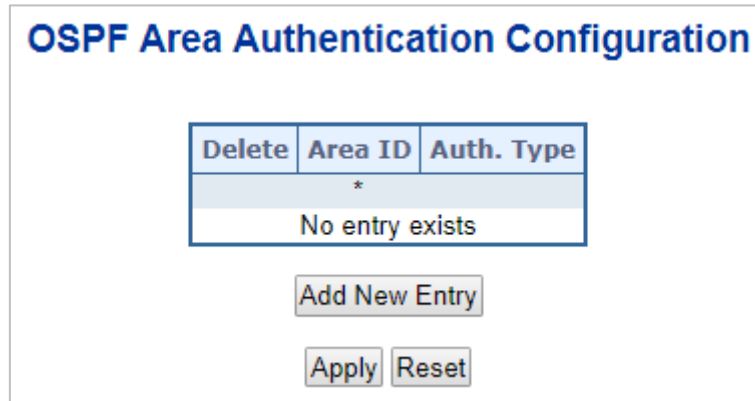 OSPF Area Authentication Configuration
Delete Area ID Auth. Type
*
No entry exists
Add New Entry
Apply Reset